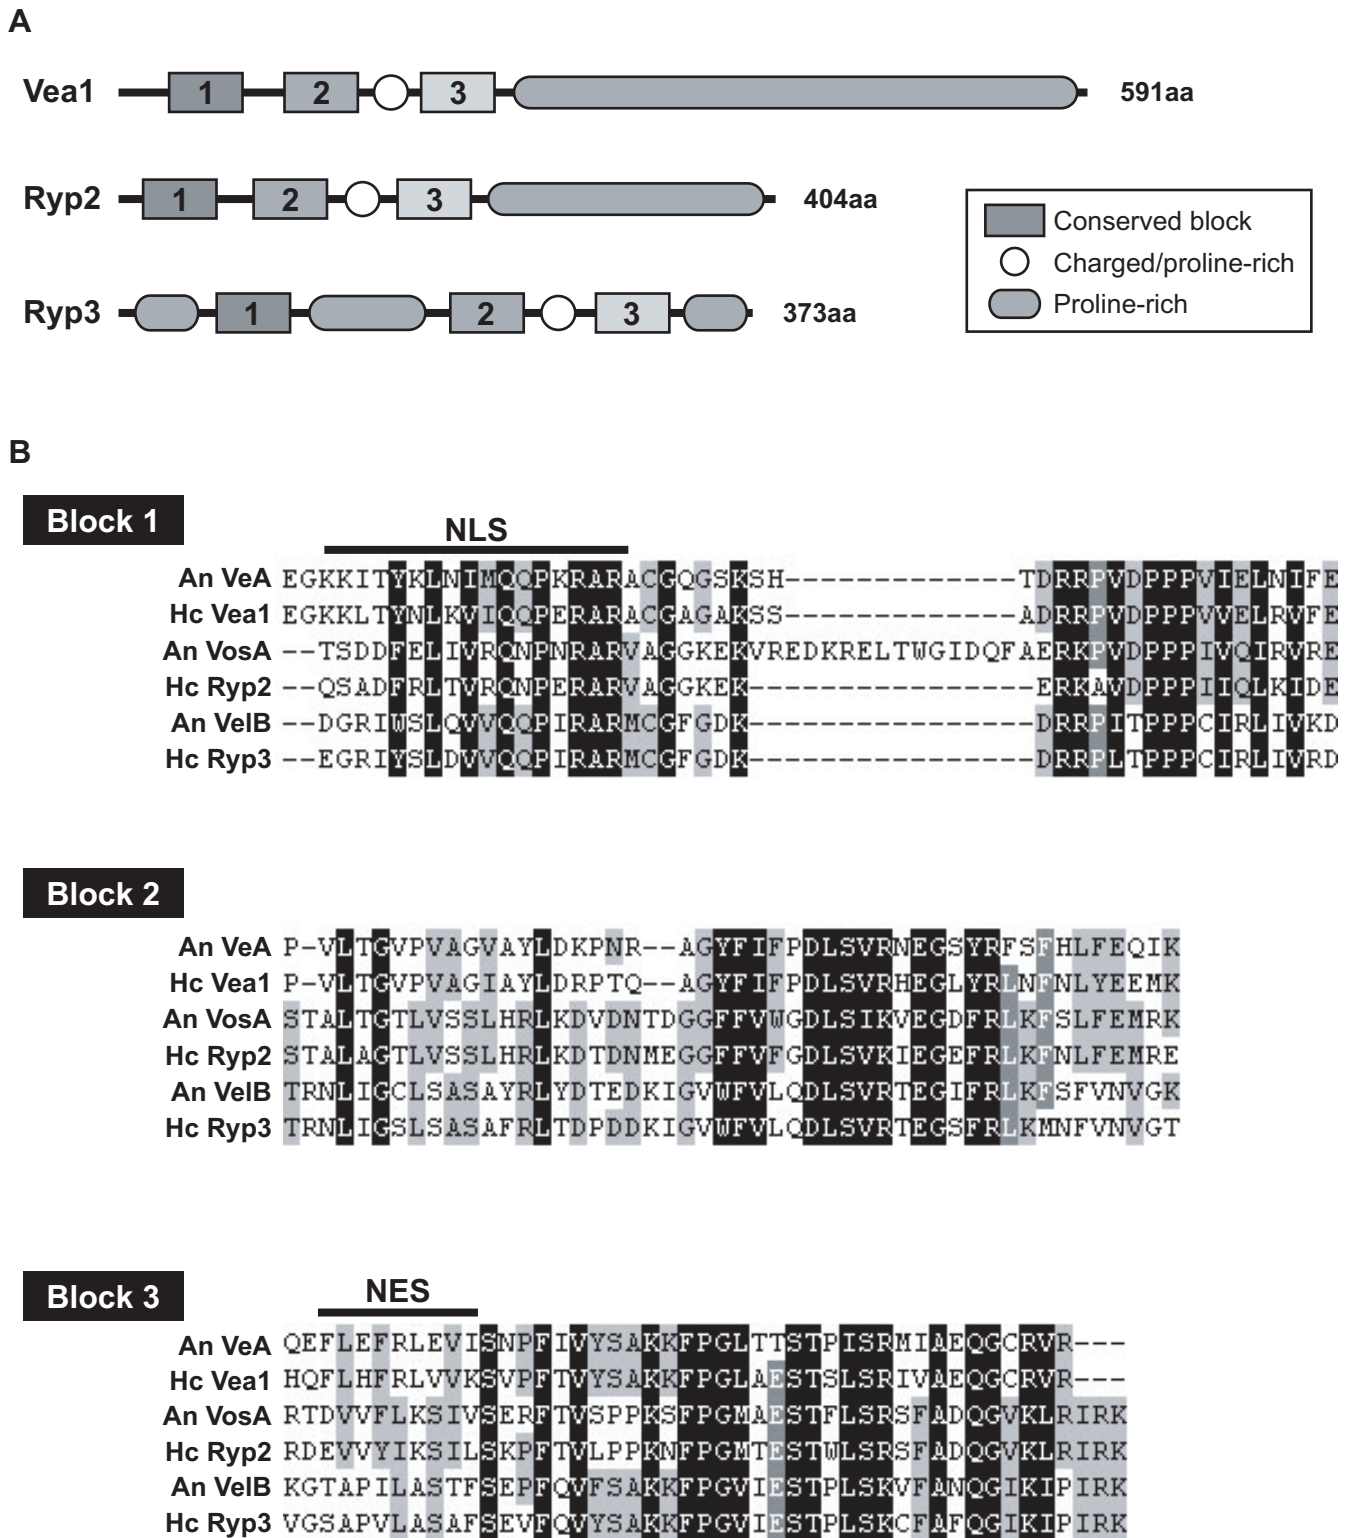 A
Vea1 1 2 3 591aa
Ryp2 1 2 3 404aa
Ryp3 1 2 3 373aa
Conserved block
Charged/proline-rich
Proline-rich
B
Block 1
NLS
An VeA EGKKITYKLNIMQQPKRARACGQGSKSH-------------TDRRPVDPPPVIELNIFE
Hc Vea1 EGKKLTYNLKVIQQPERARACGAGAKSS-------------ADRRPVDPPPVVELRVFE
An VosA --TSDDFELIVRQNPNRARVAGGKEKVREDKRELTWGIDQFAERKPVDPPPIVQIRVRE
Hc Ryp2 --QSADFRLTVRQNPERARVAGGKEK----------------ERKAVDPPPIIQLKIDE
An VelB --DGRIWSLQVVQQPIRARMCGFGDK----------------DRRPITPPPCIRLIVKD
Hc Ryp3 --EGRIYSLDVVQQPIRARMCGFGDK----------------DRRPLTPPPCIRLIVRD
Block 2
An VeA P-VLTGVPVAGVAYLDKPNR--AGYFIFPDLSVRNEGSYRFSFHLFEQIK
Hc Vea1 P-VLTGVPVAGIAYLDRPTQ--AGYFIFPDLSVRHEGLYRLNFNLYEEMK
An VosA STALTGTLVSSLHRLKDVDNTDGGFFVWGDLSIKVEGDFRLKFSLFEMRK
Hc Ryp2 STALAGTLVSSLHRLKDTDNMEGGFFVFGDLSVKIEGEFRLKFNLFEMRE
An VelB TRNLIGCLSASAYRLYDTEDKIGVWFVLQDLSVRTEGIFRLKFSFVNVGK
Hc Ryp3 TRNLIGSLSASAFRLTDPDDKIGVWFVLQDLSVRTEGSFRLKMNFVNVGT
Block 3
NES
An VeA QEFLEFRLEVISNPFIVYSAKKFPGLTTSTPISRMIAEQGCRVR---
Hc Vea1 HQFLHFRLVVKSVPFTVYSAKKFPGLAESTSLSRIVAEQGCRVR---
An VosA RTDVVFLKSIVSERFTVSPPKSFPGMAESTFLSRSFADQGVKLRIRK
Hc Ryp2 RDEVVYIKSILSKPFTVLPPKNFPGMTESTWLSRSFADQGVKLRIRK
An VelB KGTAPILASTFSEPFQVFSAKKFPGVIESTPLSKVFANQGIKIPIRK
Hc Ryp3 VGSAPVLASAFSEVFQVYSAKKFPGVIESTPLSKCFAFQGIKIPIRK